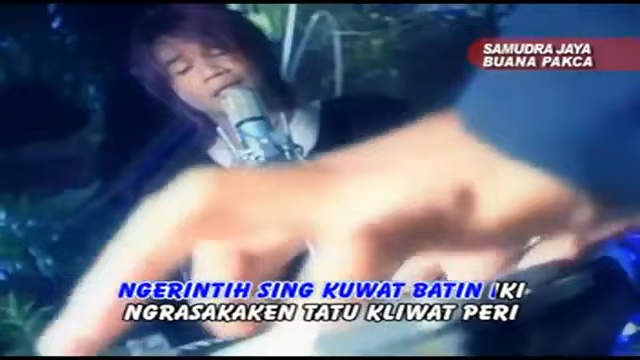 SAMUDRA JAYA
BUANA PAKCA
NGERINTIH SING KUWAT BATIN IKI
NGRASAKAKEN TATU KLIWAT PERI